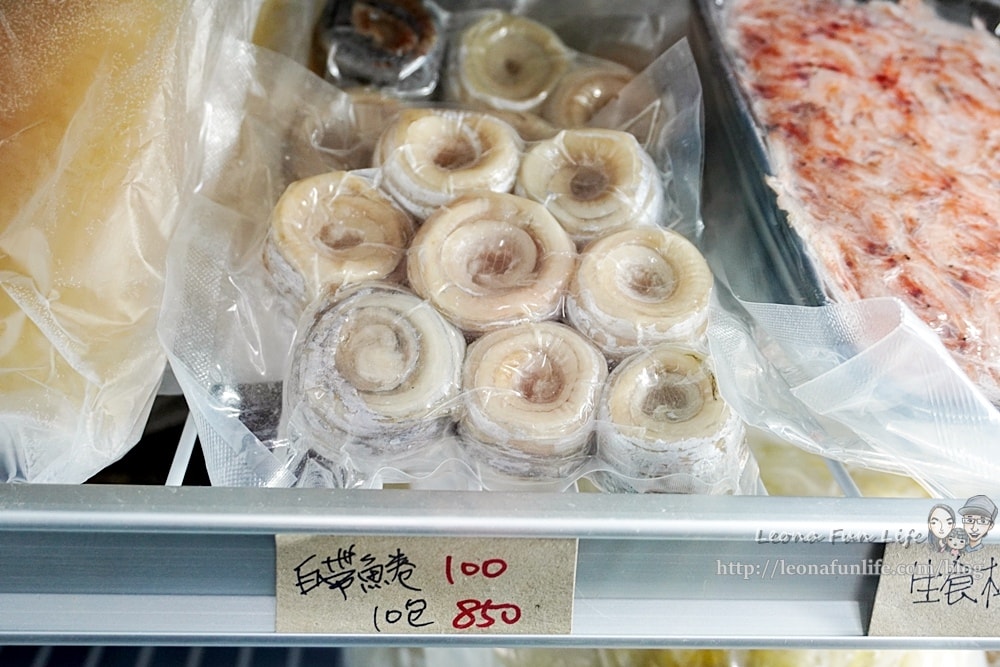 白帶魚卷 100
10包 850
生食
Leona Fun Life
http://leonafunlife.com/blog